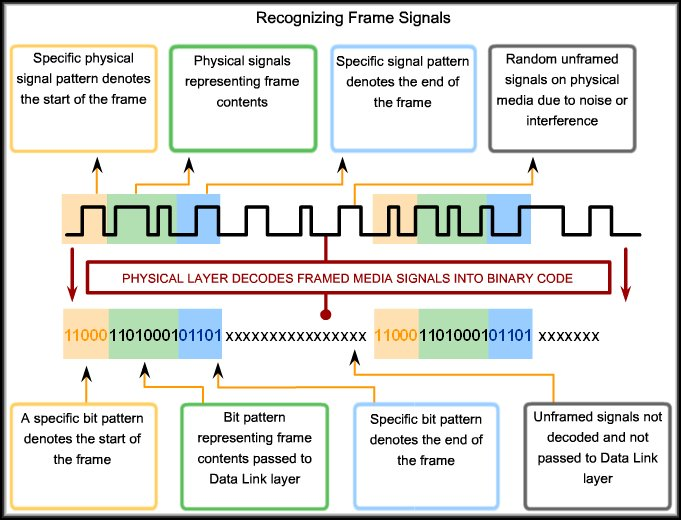 Recognizing Frame Signals
Specific physical
signal pattern denotes
the start of the frame
Physical signals
representing frame
contents
Specific signal pattern
denotes the end of
the frame
Random unframed
signals on physical
media due to noise or
interference
PHYSICAL LAYER DECODES FRAMED MEDIA SIGNALS INTO BINARY CODE
11000 11010001 01101 xxxxxxxxxxxxxxxx 11000 11010001 01101 xxxxxxx
A specific bit pattern
denotes the start of
the frame
Bit pattern
representing frame
contents passed to
Data Link layer
Specific bit pattern
denotes the end of
the frame
Unframed signals not
decoded and not
passed to Data Link
layer